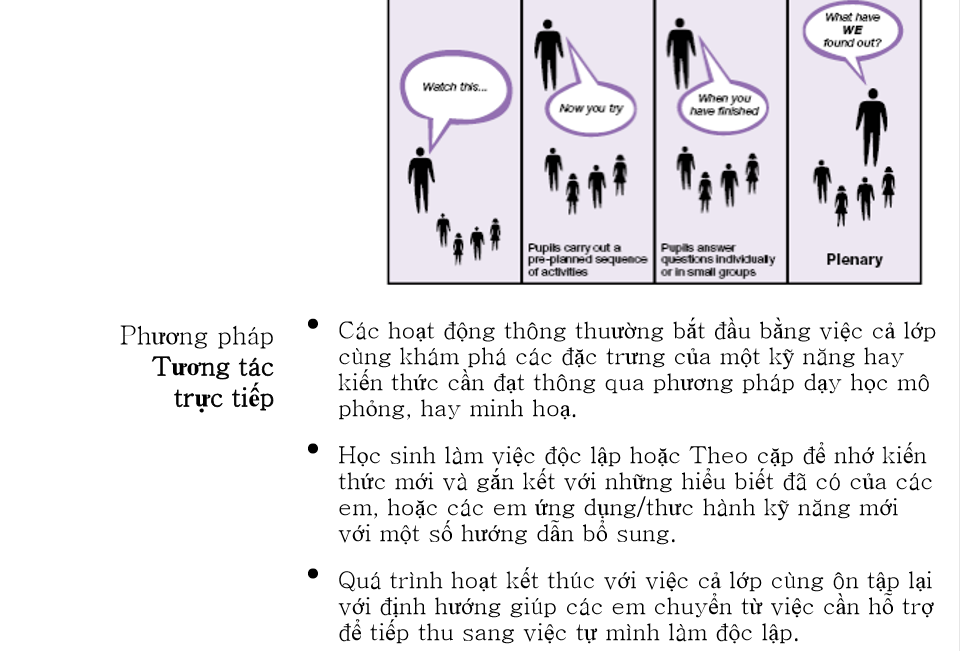 What have
WE
found out?
Watch this...
Now you try
When you
have finished
Pupils carry out a
pre-planned sequence
of activities
Pupils answer
questions individually
or in small groups
Plenary
Phương pháp
Tương tác
trực tiếp
• Các hoạt động thông thuường bắt đầu bằng việc cả lớp
cùng khám phá các đặc trưng của một kỹ năng hay
kiến thức cần đạt thông qua phương pháp dạy học mô
phỏng, hay minh hoạ.
• Học sinh làm việc độc lập hoặc Theo cặp để nhớ kiến
thức mới và gắn kết với những hiểu biết đã có của các
em, hoặc các em ứng dụng/thưc hành kỹ năng mới
với một số hướng dẫn bổ sung.
• Quá trình hoạt kết thúc với việc cả lớp cùng ôn tập lại
với định hướng giúp các em chuyển từ việc cần hỗ trợ
để tiếp thu sang việc tự mình làm độc lập.